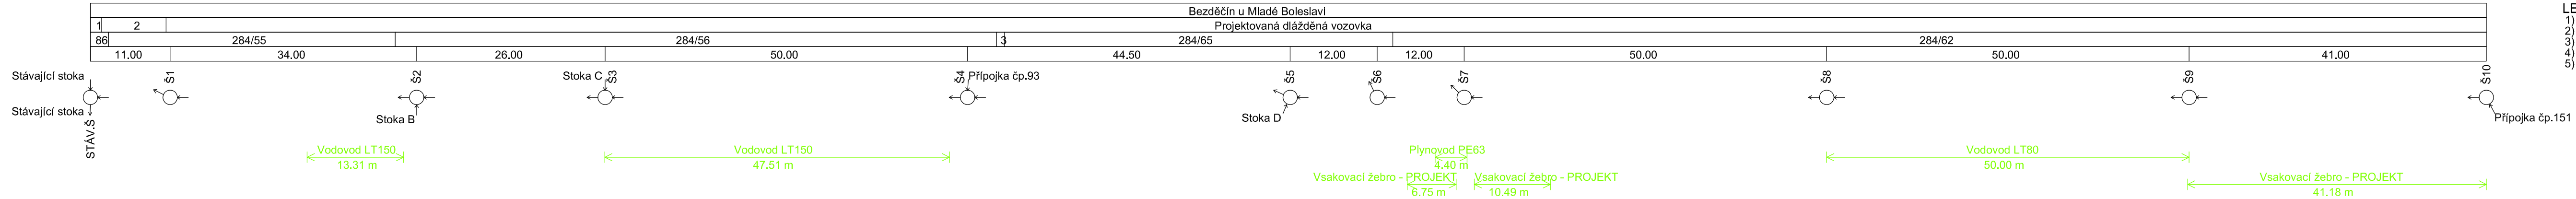 Bezděčín u Mladé Boleslavi
Projektovaná dlážděná vozovka
1 2
86 284/55 284/56 3 284/65 284/62
11.00 34.00 26.00 50.00 44.50 12.00 12.00 50.00 50.00 41.00
LE
1)
2)
3)
4)
5)
Stávající stoka Š1 Š2 Stoka C Š3 Š4 Přípojka čp.93 Š5 Š6 Š7 Š8 Š9 Š10
Stávající stoka Stoka B Stoka D Přípojka čp.151
STÁV.Š
Vodovod LT150 Vodovod LT150 Plynovod PE63 Vodovod LT80
13.31 m 47.51 m 4.40 m 50.00 m
Vsakovací žebro - PROJEKT Vsakovací žebro - PROJEKT Vsakovací žebro - PROJEKT
6.75 m 10.49 m 41.18 m